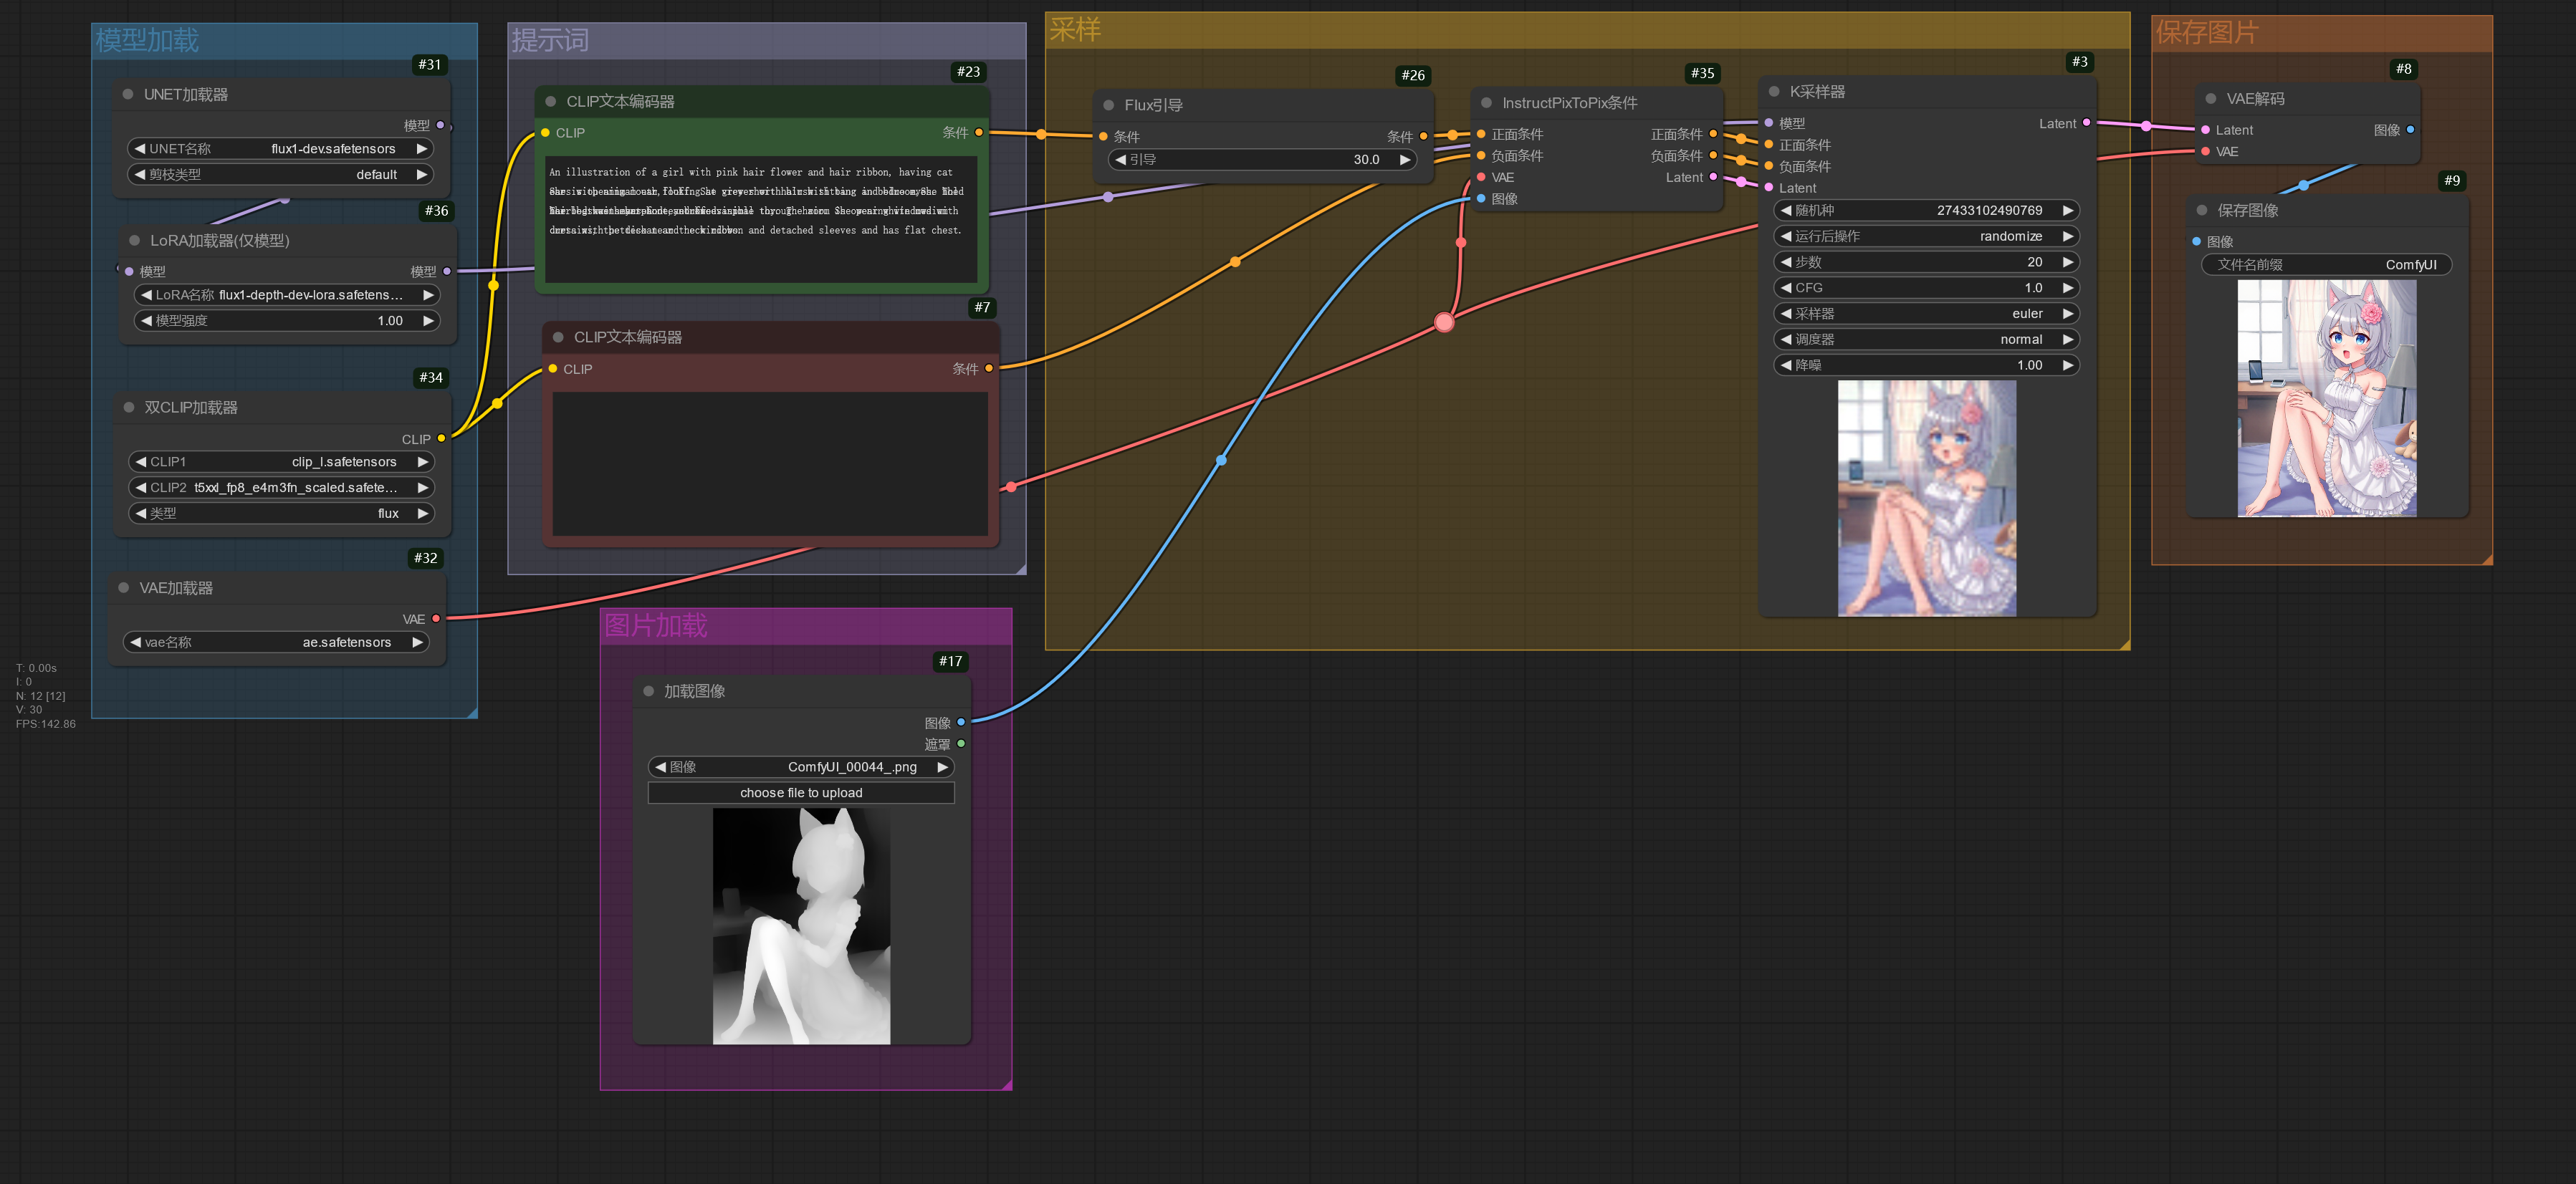 模型加载
#31
UNET加载器
模型
UNET名称 flux1-dev.safetensors
剪枝类型 default
#36
LoRA加载器(仅模型)
模型 模型
LoRA名称 flux1-depth-dev-lora.safetens...
模型强度 1.00
#34
双CLIP加载器
CLIP
CLIP1 clip_l.safetensors
CLIP2 t5xxl_fp8_e4m3fn_scaled.safete...
类型 flux
#32
VAE加载器
VAE
vae名称 ae.safetensors
T: 0.00s
I: 0
N: 12 [12]
V: 30
FPS:142.86
提示词
#23
CLIP文本编码器
CLIP 条件
An illustration of a girl with pink hair flower and hair ribbon, having cat
and detached sleeves and has flat chest.
#7
CLIP文本编码器
CLIP 条件
图片加载
#17
加载图像
图像
遮罩
图像 ComfyUI_00044_.png
choose file to upload
采样
#26
Flux引导
条件 条件
引导 30.0
#35
InstructPixToPix条件
正面条件 正面条件
负面条件 负面条件
VAE Latent
图像
#3
K采样器
模型 Latent
正面条件
负面条件
Latent
随机种 27433102490769
运行后操作 randomize
步数 20
CFG 1.0
采样器 euler
调度器 normal
降噪 1.00
保存图片
#8
VAE解码
Latent 图像
VAE
#9
保存图像
图像
文件名前缀 ComfyUI